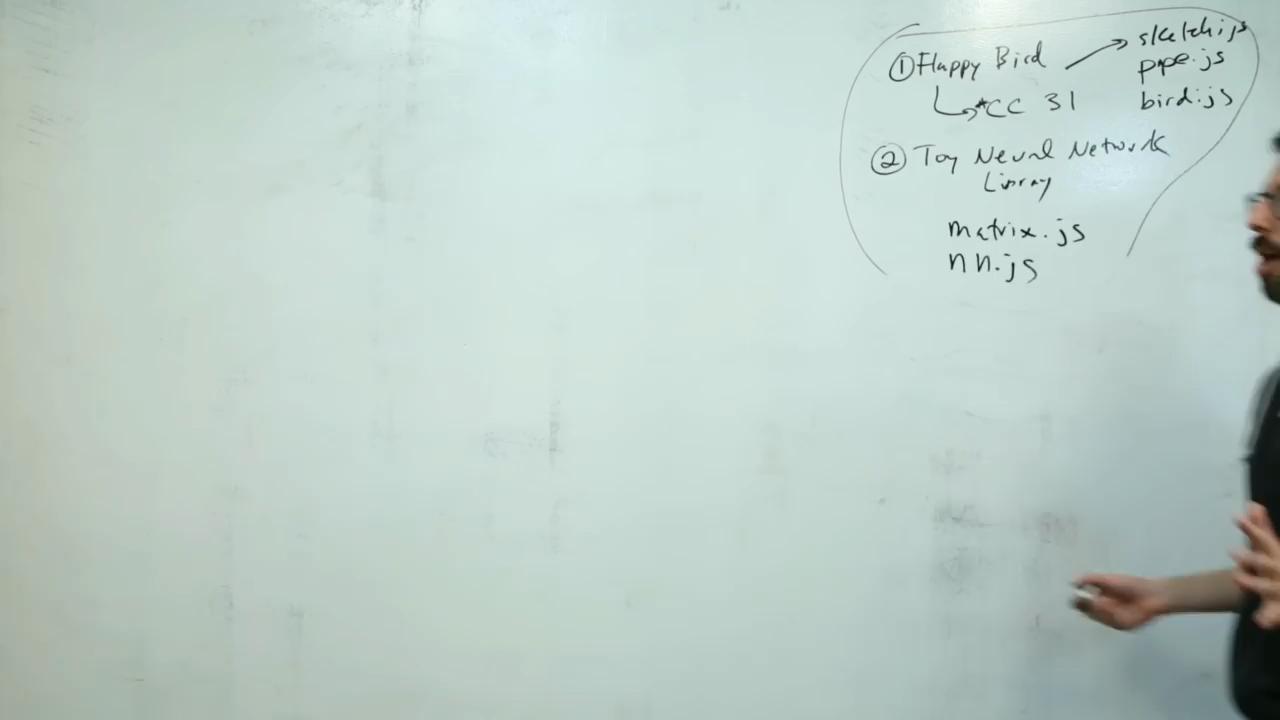 ① Flappy Bird → sketch.js
pipe.js
↳ *CC 31 bird.js
② Toy Neural Network
Library
matrix.js
nn.js